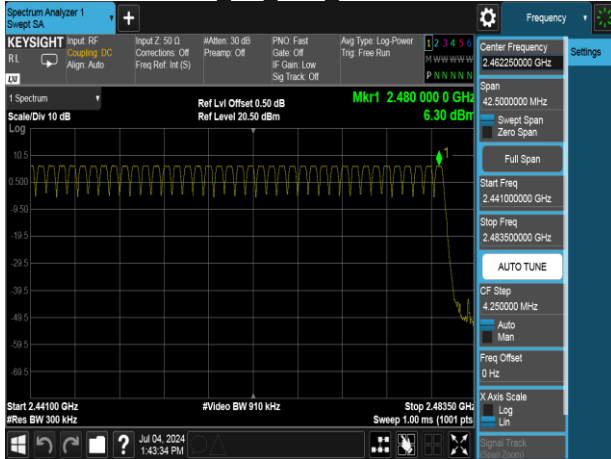 Spectrum Analyzer 1
Swept SA
+
Frequency
KEYSIGHT
RL
Input: RF
Coupling: DC
Align: Auto
Input Z: 50 Ω
Corrections: Off
Freq Ref: Int (S)
#Atten: 30 dB
Preamp: Off
PNO: Fast
Gate: Off
IF Gain: Low
Sig Track: Off
Avg Type: Log-Power
Trig: Free Run
1 2 3 4 5 6
M W W W W W
P N N N N N
Center Frequency
2.462250000 GHz
Settings
Span
42.5000000 MHz
Swept Span
Zero Span
Full Span
Start Freq
2.441000000 GHz
Stop Freq
2.483500000 GHz
AUTO TUNE
CF Step
4.250000 MHz
Auto
Man
Freq Offset
0 Hz
X Axis Scale
Log
Lin
Signal Track
(Span Zoom)
1 Spectrum
Scale/Div 10 dB
Log
Ref Lvl Offset 0.50 dB
Ref Level 20.50 dBm
Mkr1 2.480 000 0 GHz
6.30 dBm
1
10.5
0.500
-9.50
-19.5
-29.5
-39.5
-49.5
-59.5
-69.5
Start 2.44100 GHz
#Res BW 300 kHz
#Video BW 910 kHz
Stop 2.48350 GHz
Sweep 1.00 ms (1001 pts
?
Jul 04, 2024
1:43:34 PM